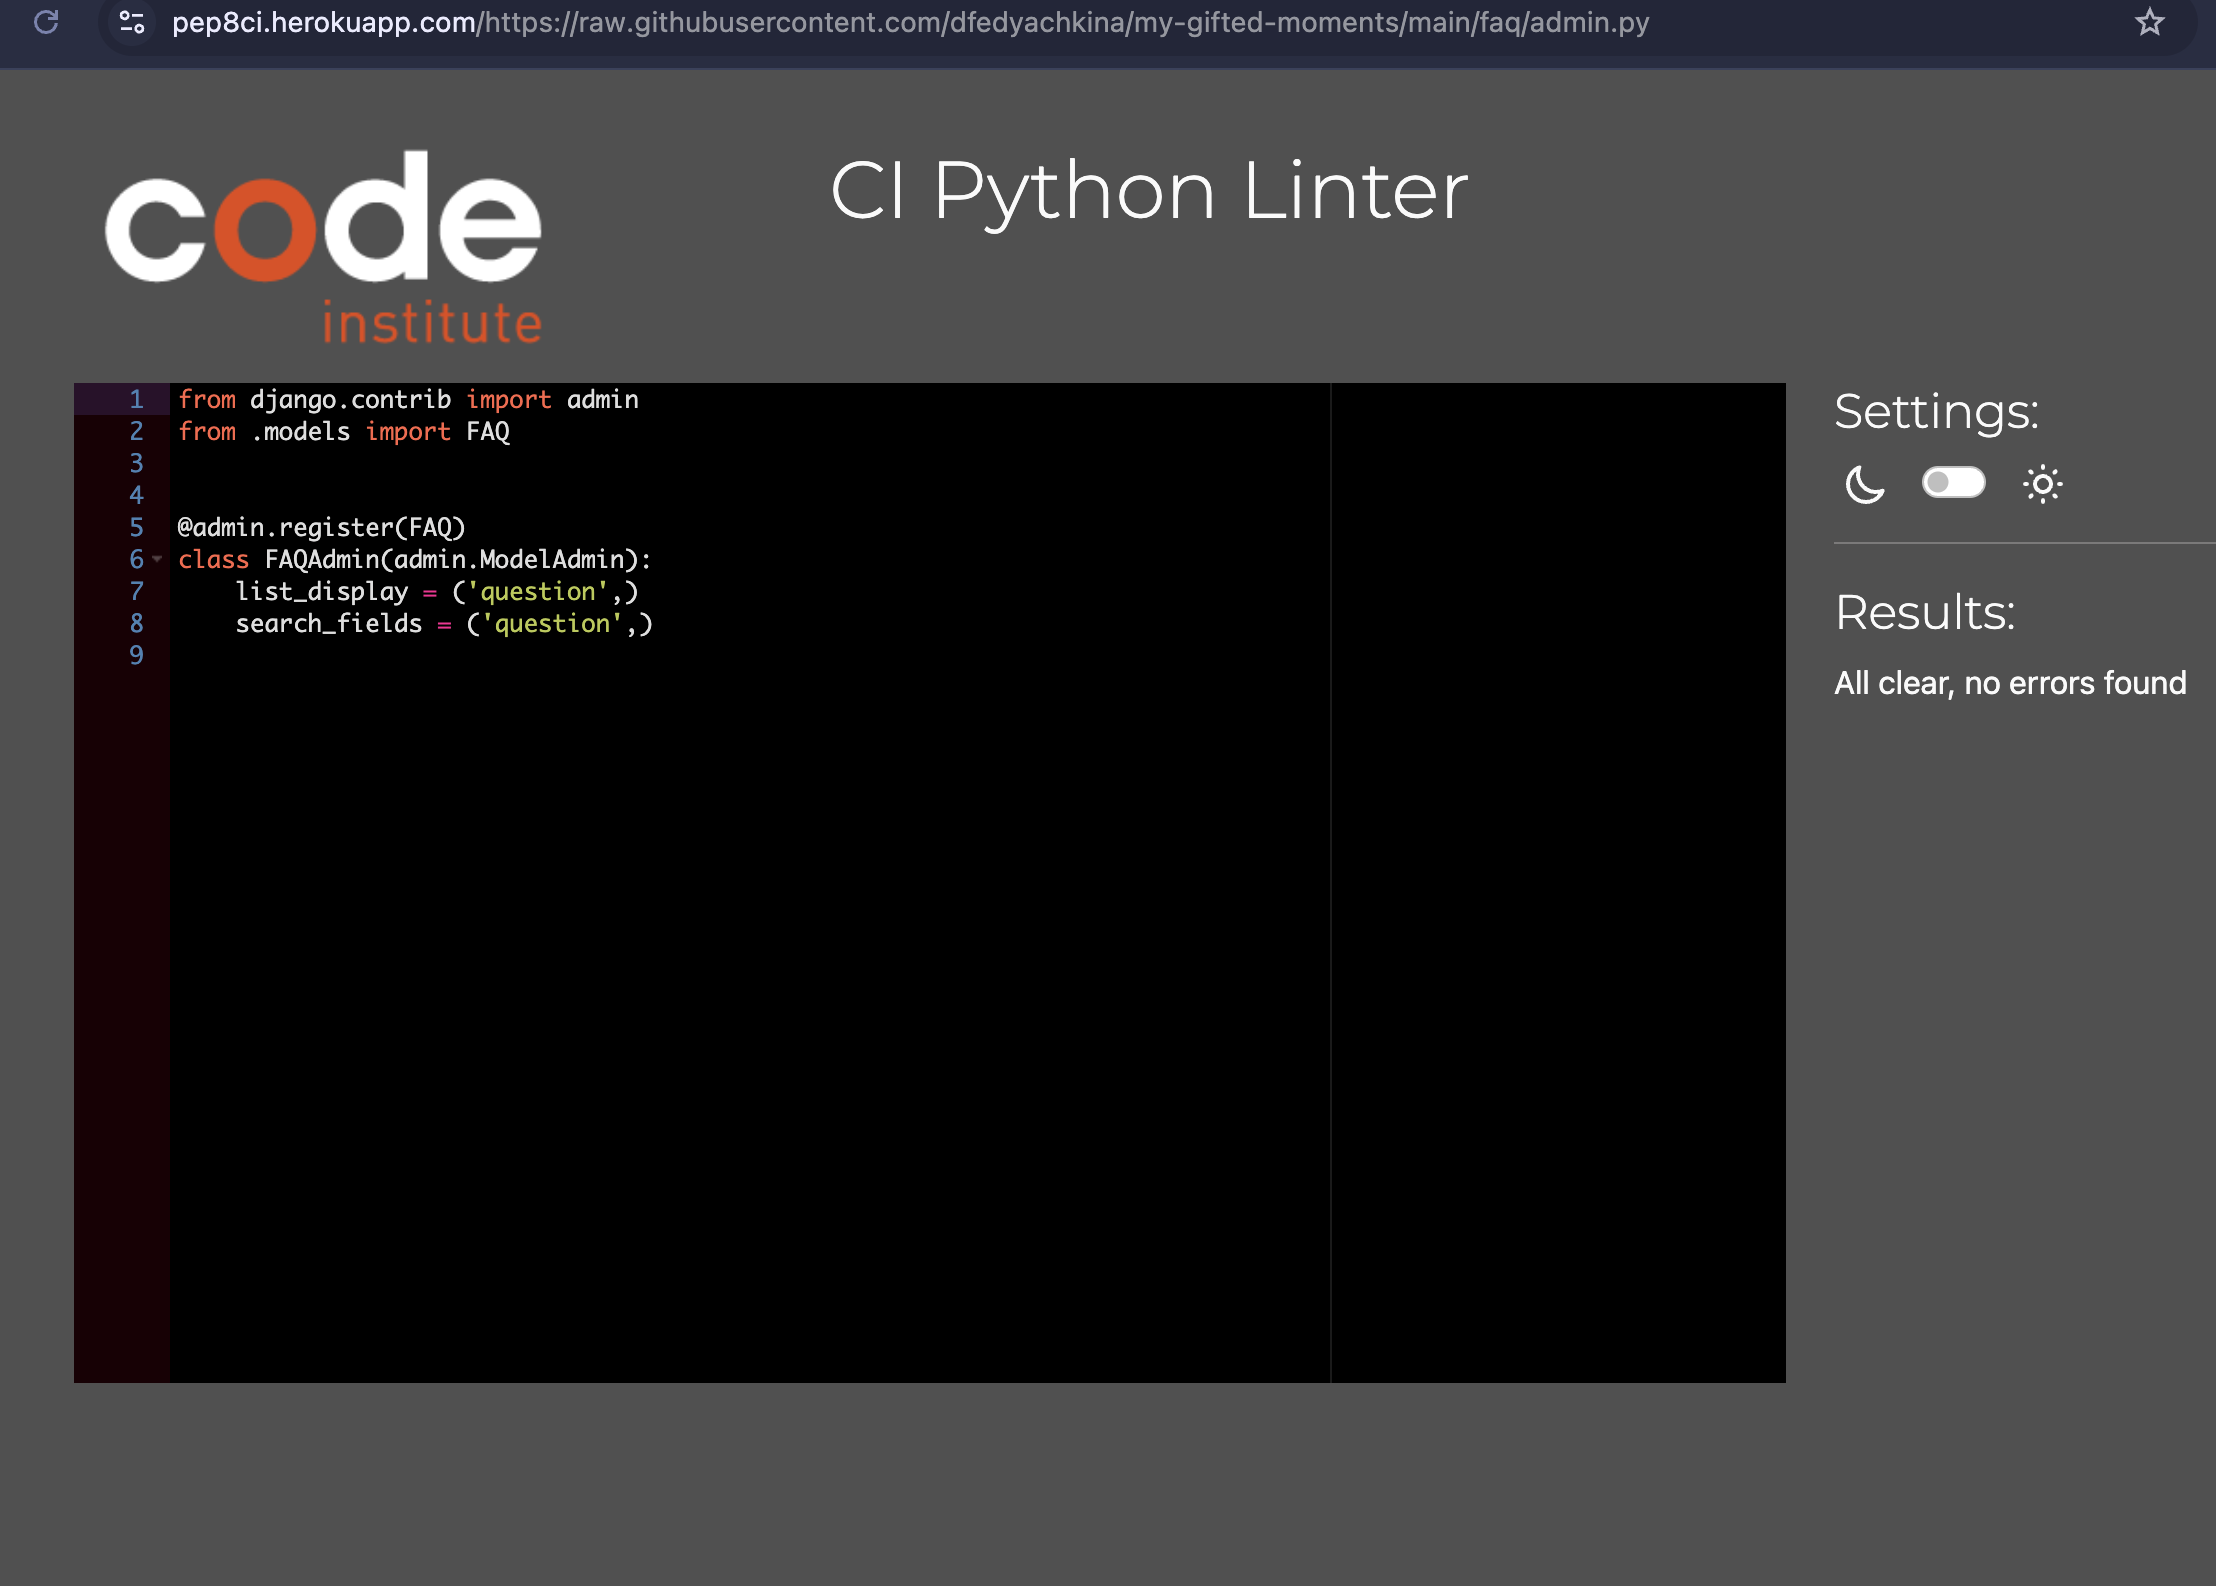 pep8ci.herokuapp.com/https://raw.githubusercontent.com/dfedyachkina/my-gifted-moments/main/faq/admin.py
code
institute
CI Python Linter
1 from django.contrib import admin
2 from .models import FAQ
3
4
5 @admin.register(FAQ)
6 class FAQAdmin(admin.ModelAdmin):
7     list_display = ('question',)
8     search_fields = ('question',)
9
Settings:
Results:
All clear, no errors found